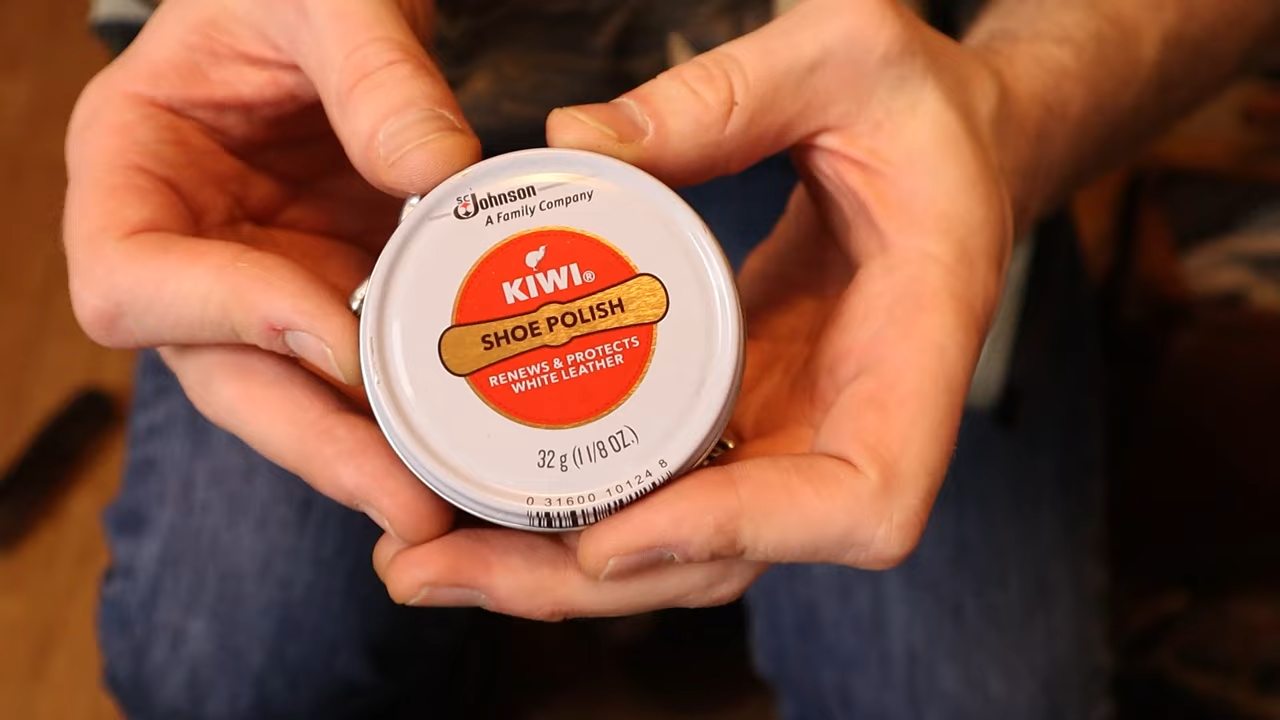 SC Johnson
A Family Company
KIWI®
SHOE POLISH
RENEWS & PROTECTS
WHITE LEATHER
32 g (1 1/8 OZ.)
0 31600 10124 8